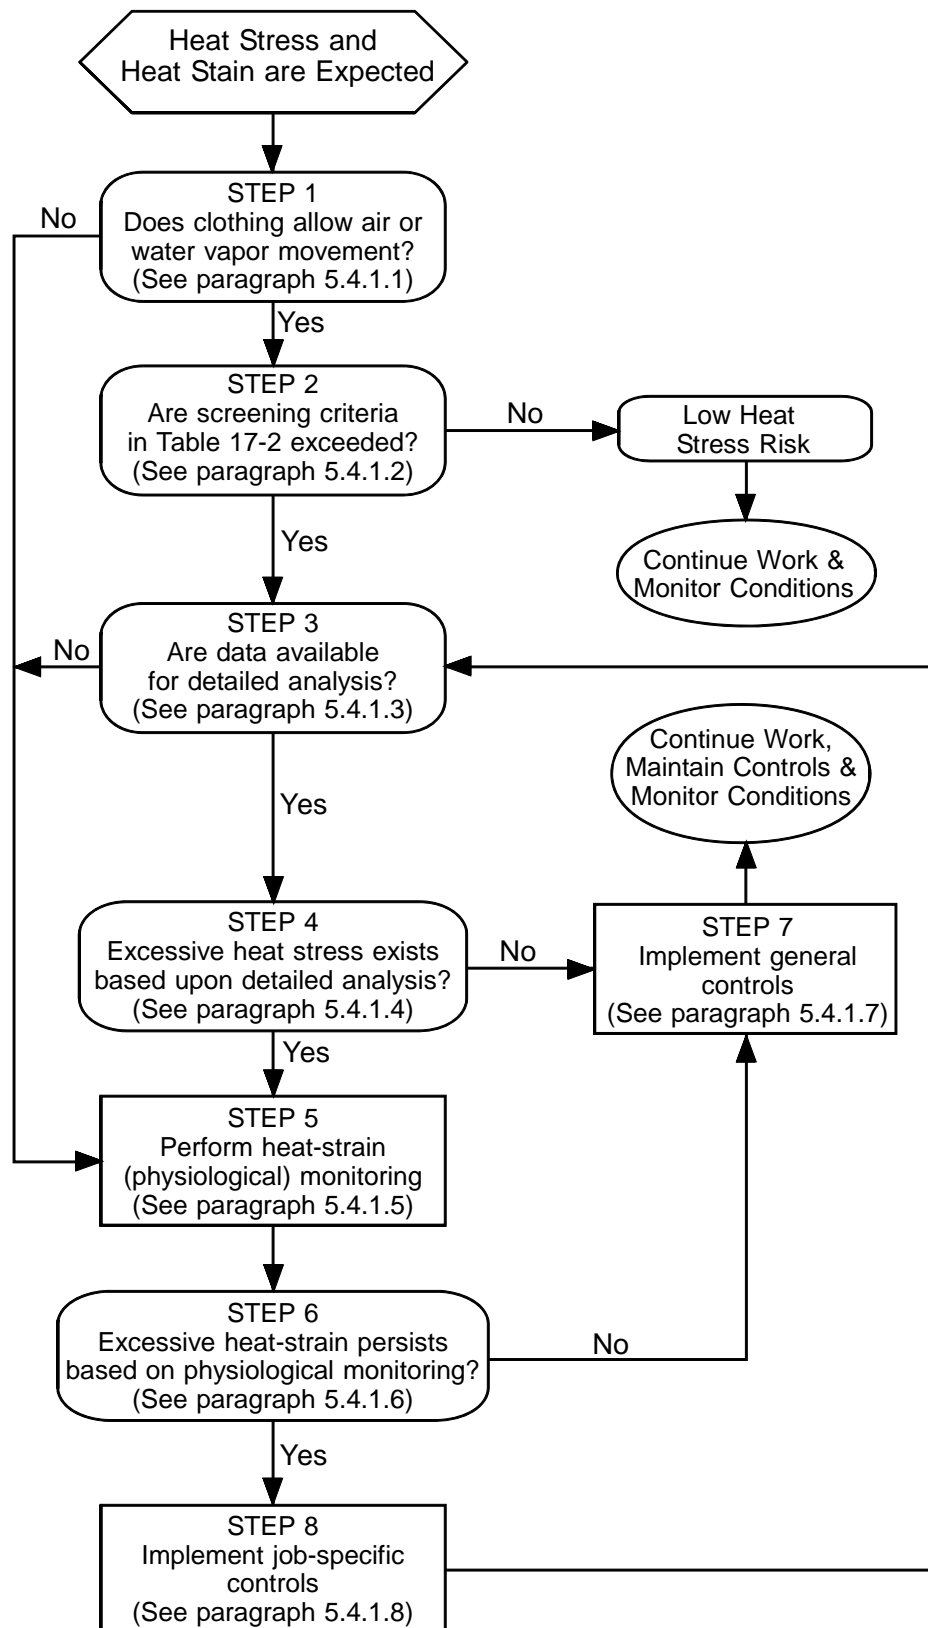 Heat Stress and
Heat Stain are Expected
STEP 1
Does clothing allow air or
water vapor movement?
(See paragraph 5.4.1.1)
No
Yes
STEP 2
Are screening criteria
in Table 17-2 exceeded?
(See paragraph 5.4.1.2)
No
Low Heat
Stress Risk
Continue Work &
Monitor Conditions
Yes
STEP 3
Are data available
for detailed analysis?
(See paragraph 5.4.1.3)
No
Yes
Continue Work,
Maintain Controls &
Monitor Conditions
STEP 4
Excessive heat stress exists
based upon detailed analysis?
(See paragraph 5.4.1.4)
No
STEP 7
Implement general
controls
(See paragraph 5.4.1.7)
Yes
STEP 5
Perform heat-strain
(physiological) monitoring
(See paragraph 5.4.1.5)
STEP 6
Excessive heat-strain persists
based on physiological monitoring?
(See paragraph 5.4.1.6)
No
Yes
STEP 8
Implement job-specific
controls
(See paragraph 5.4.1.8)